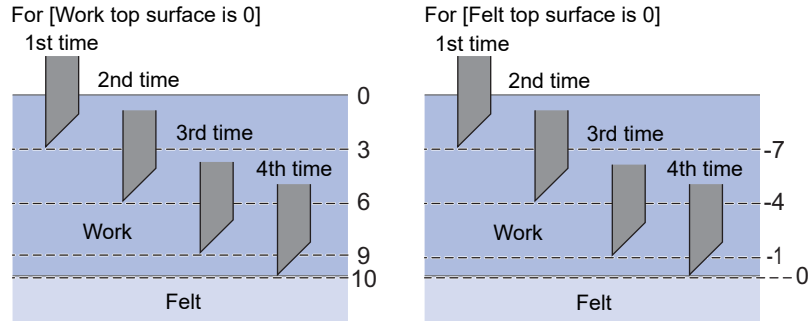 For [Work top surface is 0]
1st time
2nd time
3rd time
4th time
0
3
6
9
10
Work
Felt
For [Felt top surface is 0]
1st time
2nd time
3rd time
4th time
-7
-4
-1
0
Work
Felt